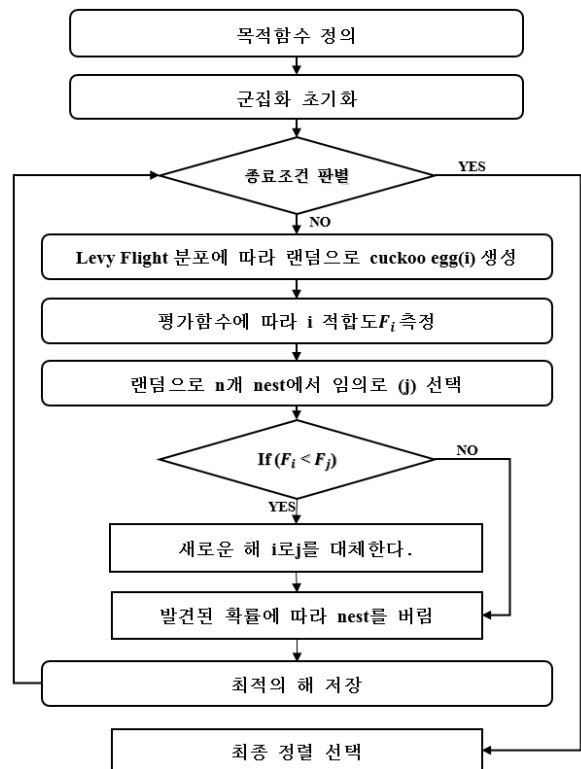 목적함수 정의
군집화 초기화
종료조건 판별
YES
NO
Levy Flight 분포에 따라 랜덤으로 cuckoo egg(i) 생성
평가함수에 따라 i 적합도Fᵢ 측정
랜덤으로 n개 nest에서 임의로 (j) 선택
If (Fᵢ < Fⱼ)
NO
YES
새로운 해 i로j를 대체한다.
발견된 확률에 따라 nest를 버림
최적의 해 저장
최종 정렬 선택